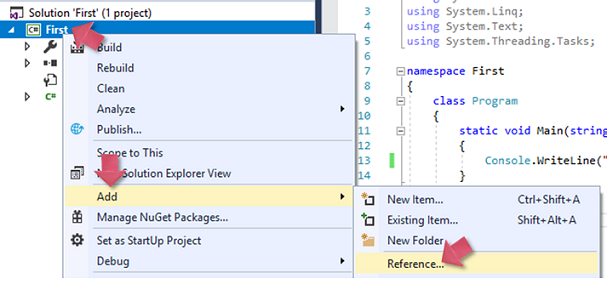 Solution 'First' (1 project)
C# First
Build
Rebuild
Clean
Analyze
Publish...
Scope to This
Solution Explorer View
Add
Manage NuGet Packages...
Set as StartUp Project
Debug
New Item... Ctrl+Shift+A
Existing Item... Shift+Alt+A
New Folder
Reference...
3 using System.Linq;
4 using System.Text;
5 using System.Threading.Tasks;
6
7 namespace First
8 {
9 class Program
10 {
11 static void Main(string
12 {
13 Console.WriteLine("
14 }